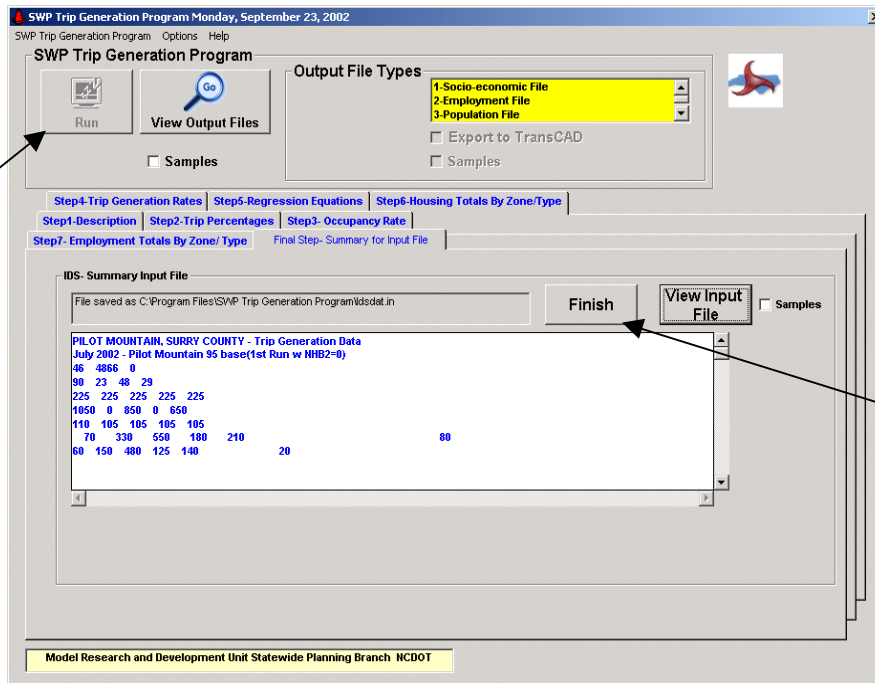 SWP Trip Generation Program Monday, September 23, 2002
SWP Trip Generation Program Options Help
SWP Trip Generation Program
Run
Go
View Output Files
Samples
Output File Types
1-Socio-economic File
2-Employment File
3-Population File
Export to TransCAD
Samples
Step4-Trip Generation Rates Step5-Regression Equations Step6-Housing Totals By Zone/Type
Step1-Description Step2-Trip Percentages Step3- Occupancy Rate
Step7- Employment Totals By Zone/ Type Final Step- Summary for Input File
IDS- Summary Input File
File saved as C:\Program Files\SWP Trip Generation Program\Idsdat.in
Finish
View Input File
Samples
PILOT MOUNTAIN, SURRY COUNTY - Trip Generation Data
July 2002 - Pilot Mountain 95 base(1st Run w NHB2=0)
46 4866 0
90 23 48 29
225 225 225 225 225
1050 0 850 0 650
110 105 105 105 105
70 330 550 180 210 80
60 150 480 125 140 20
Model Research and Development Unit Statewide Planning Branch NCDOT